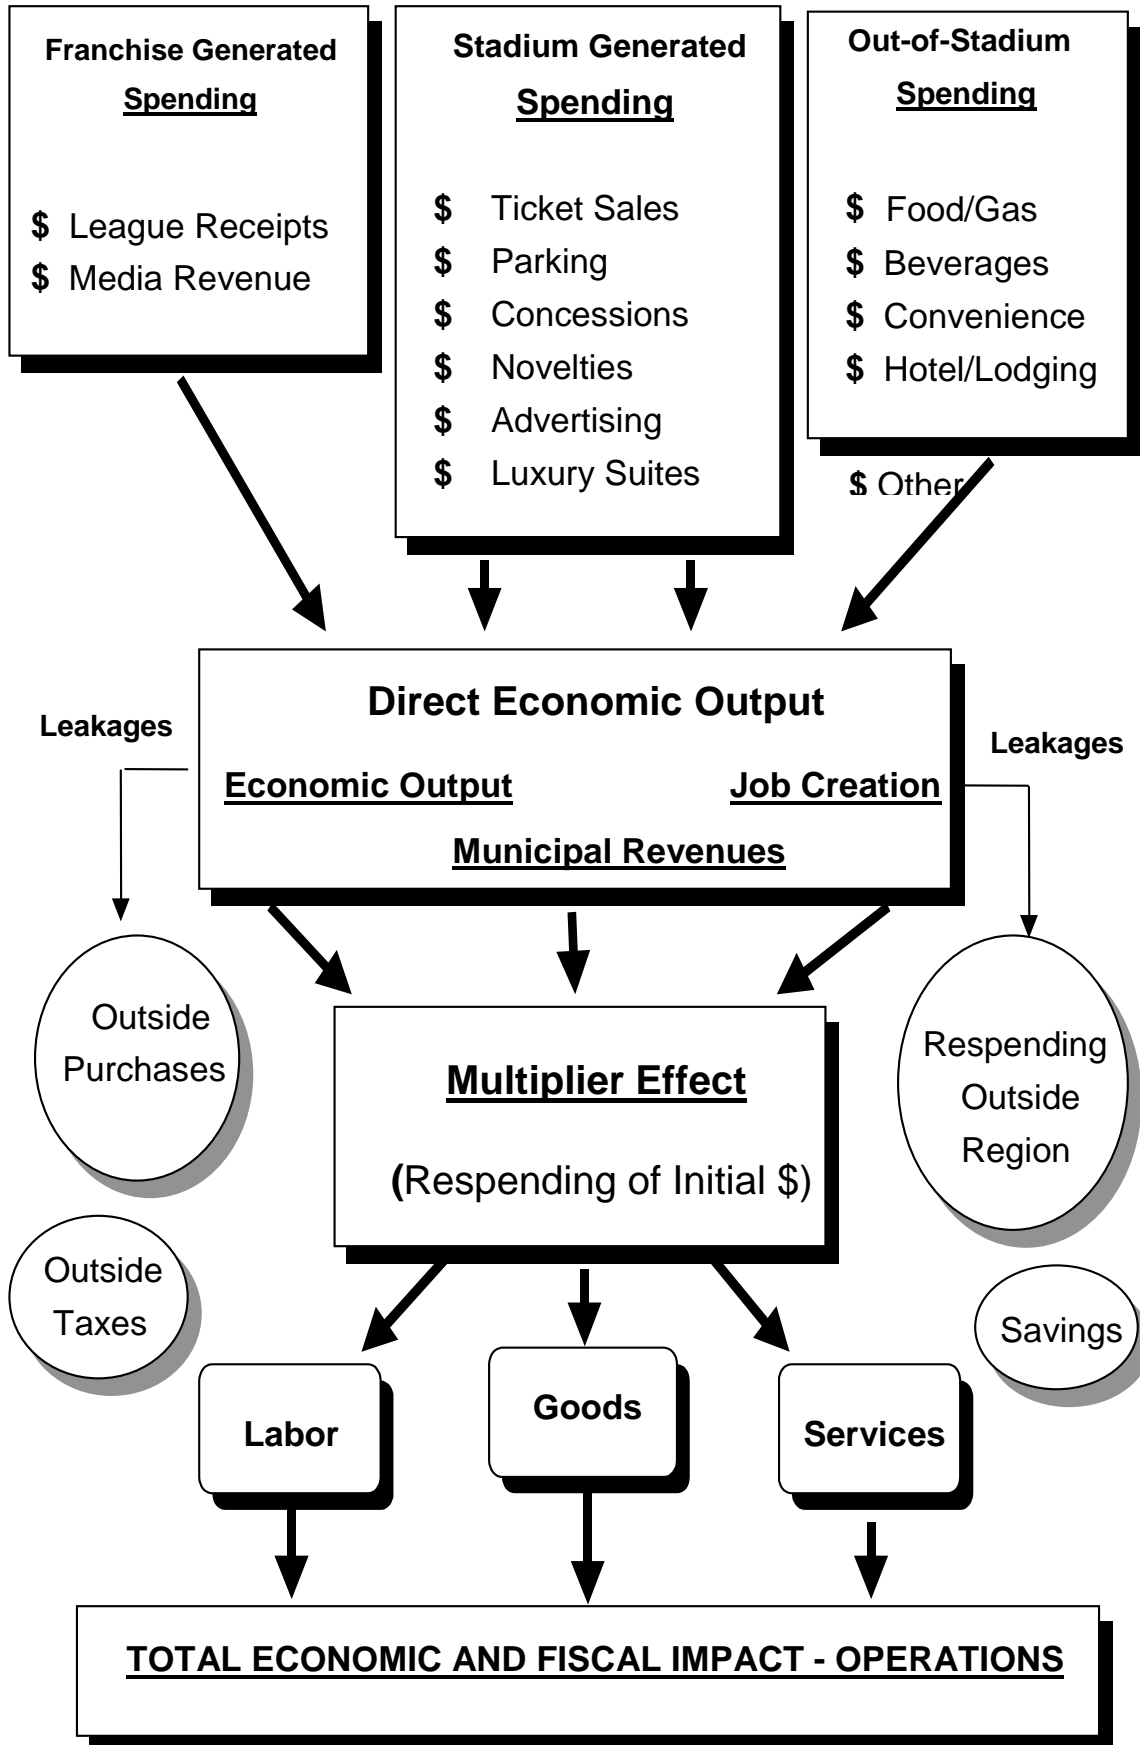 Franchise Generated
Spending
$ League Receipts
$ Media Revenue
Stadium Generated
Spending
$ Ticket Sales
$ Parking
$ Concessions
$ Novelties
$ Advertising
$ Luxury Suites
Out-of-Stadium
Spending
$ Food/Gas
$ Beverages
$ Convenience
$ Hotel/Lodging
$ Other
Direct Economic Output
Economic Output
Job Creation
Municipal Revenues
Leakages
Leakages
Outside
Purchases
Outside
Taxes
Multiplier Effect
(Respending of Initial $)
Respending
Outside
Region
Savings
Labor
Goods
Services
TOTAL ECONOMIC AND FISCAL IMPACT - OPERATIONS